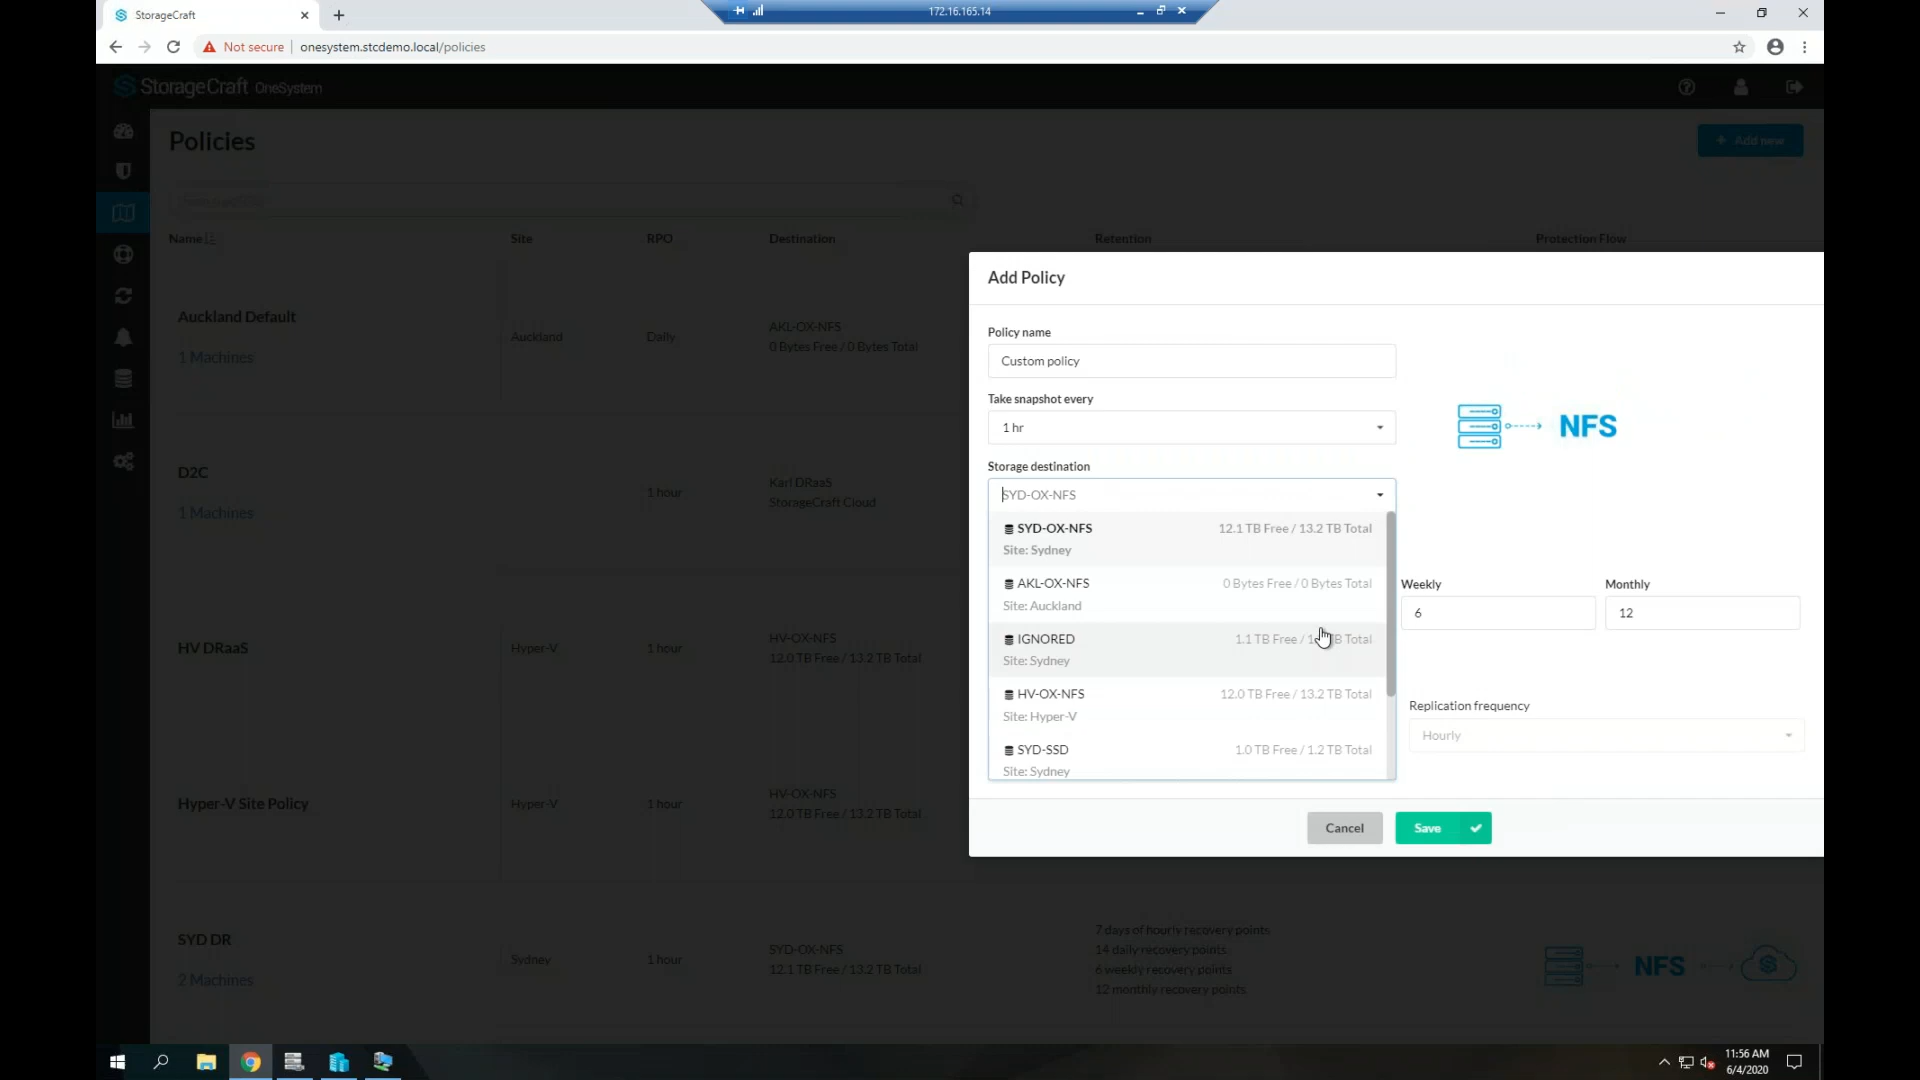 StorageCraft
172.16.165.14
Not secure
onesystem.stcdemo.local/policies
StorageCraft OneSystem
Policies
Add new
Name
Site
RPO
Destination
Retention
Protection Flow
Auckland Default
1 Machines
Auckland
Daily
AKL-OX-NFS
0 Bytes Free / 0 Bytes Total
D2C
1 Machines
1 hour
Karl DRaaS
StorageCraft Cloud
HV DRaaS
Hyper-V
1 hour
HV-OX-NFS
12.0 TB Free / 13.2 TB Total
Hyper-V Site Policy
Hyper-V
1 hour
HV-OX-NFS
12.0 TB Free / 13.2 TB Total
SYD DR
2 Machines
Sydney
1 hour
SYD-OX-NFS
12.1 TB Free / 13.2 TB Total
7 days of hourly recovery points
14 daily recovery points
6 weekly recovery points
12 monthly recovery points
NFS
Add Policy
Policy name
Custom policy
Take snapshot every
1 hr
NFS
Storage destination
SYD-OX-NFS
SYD-OX-NFS
12.1 TB Free / 13.2 TB Total
Site: Sydney
AKL-OX-NFS
0 Bytes Free / 0 Bytes Total
Site: Auckland
IGNORED
1.1 TB Free /
Total
Site: Sydney
HV-OX-NFS
12.0 TB Free / 13.2 TB Total
Site: Hyper-V
SYD-SSD
1.0 TB Free / 1.2 TB Total
Site: Sydney
Weekly
6
Monthly
12
Replication frequency
Hourly
Cancel
Save
11:56 AM
6/4/2020